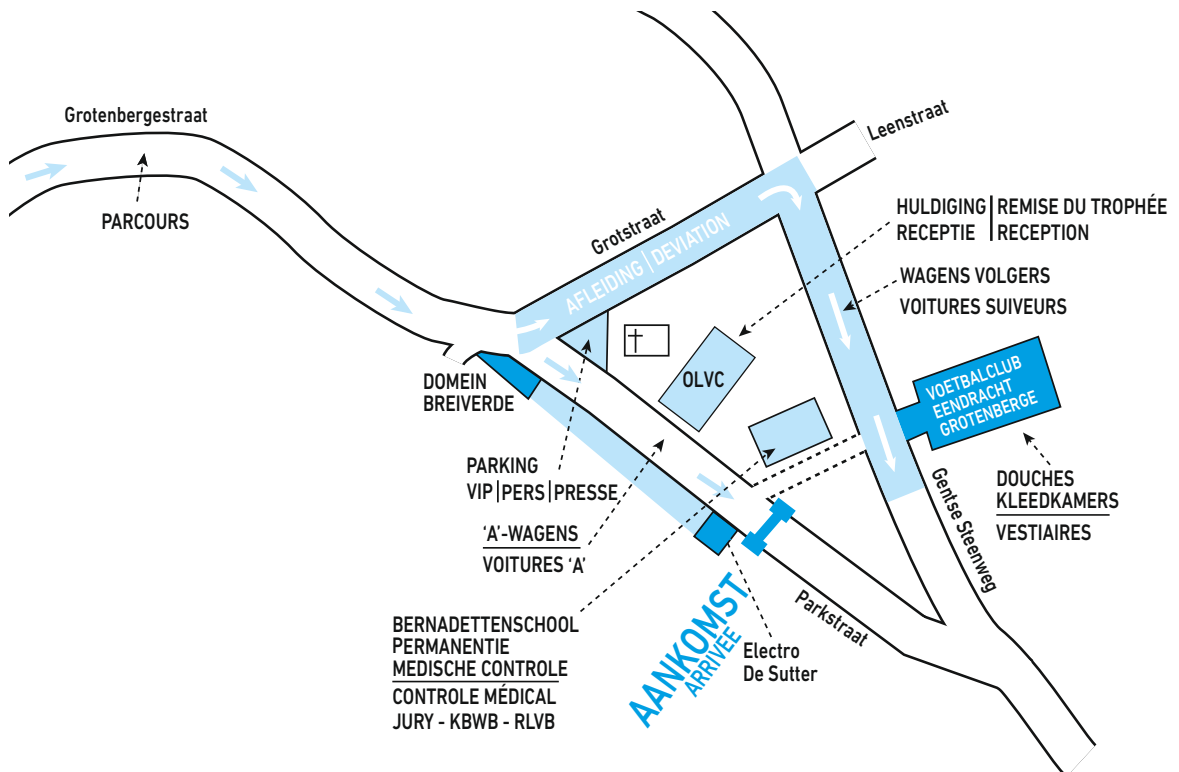 Grotenbergestraat
PARCOURS
Leenstraat
Grotstraat
AFLEIDING | DEVIATION
HULDIGING | REMISE DU TROPHÉE
RECEPTIE | RECEPTION
WAGENS VOLGERS
VOITURES SUIVEURS
DOMEIN
BREIVERDE
OLVC
VOETBALCLUB
EENDRACHT
GROTENBERGE
PARKING
VIP | PERS | PRESSE
DOUCHES
KLEEDKAMERS
VESTIAIRES
Gentse Steenweg
'A'-WAGENS
VOITURES 'A'
BERNADETTENSCHOOL
PERMANENTIE
MEDISCHE CONTROLE
CONTROLE MÉDICAL
JURY - KBWB - RLVB
AANKOMST
ARRIVÉE
Electro
De Sutter
Parkstraat